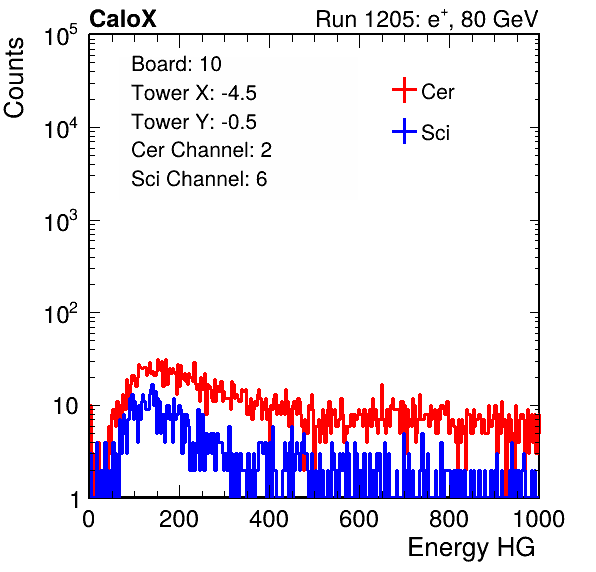 CaloX Run 1205: e⁺, 80 GeV
Board: 10
Tower X: -4.5
Tower Y: -0.5
Cer Channel: 2
Sci Channel: 6
Cer
Sci
Counts
10⁵
10⁴
10³
10²
10
1
0 200 400 600 800 1000
Energy HG